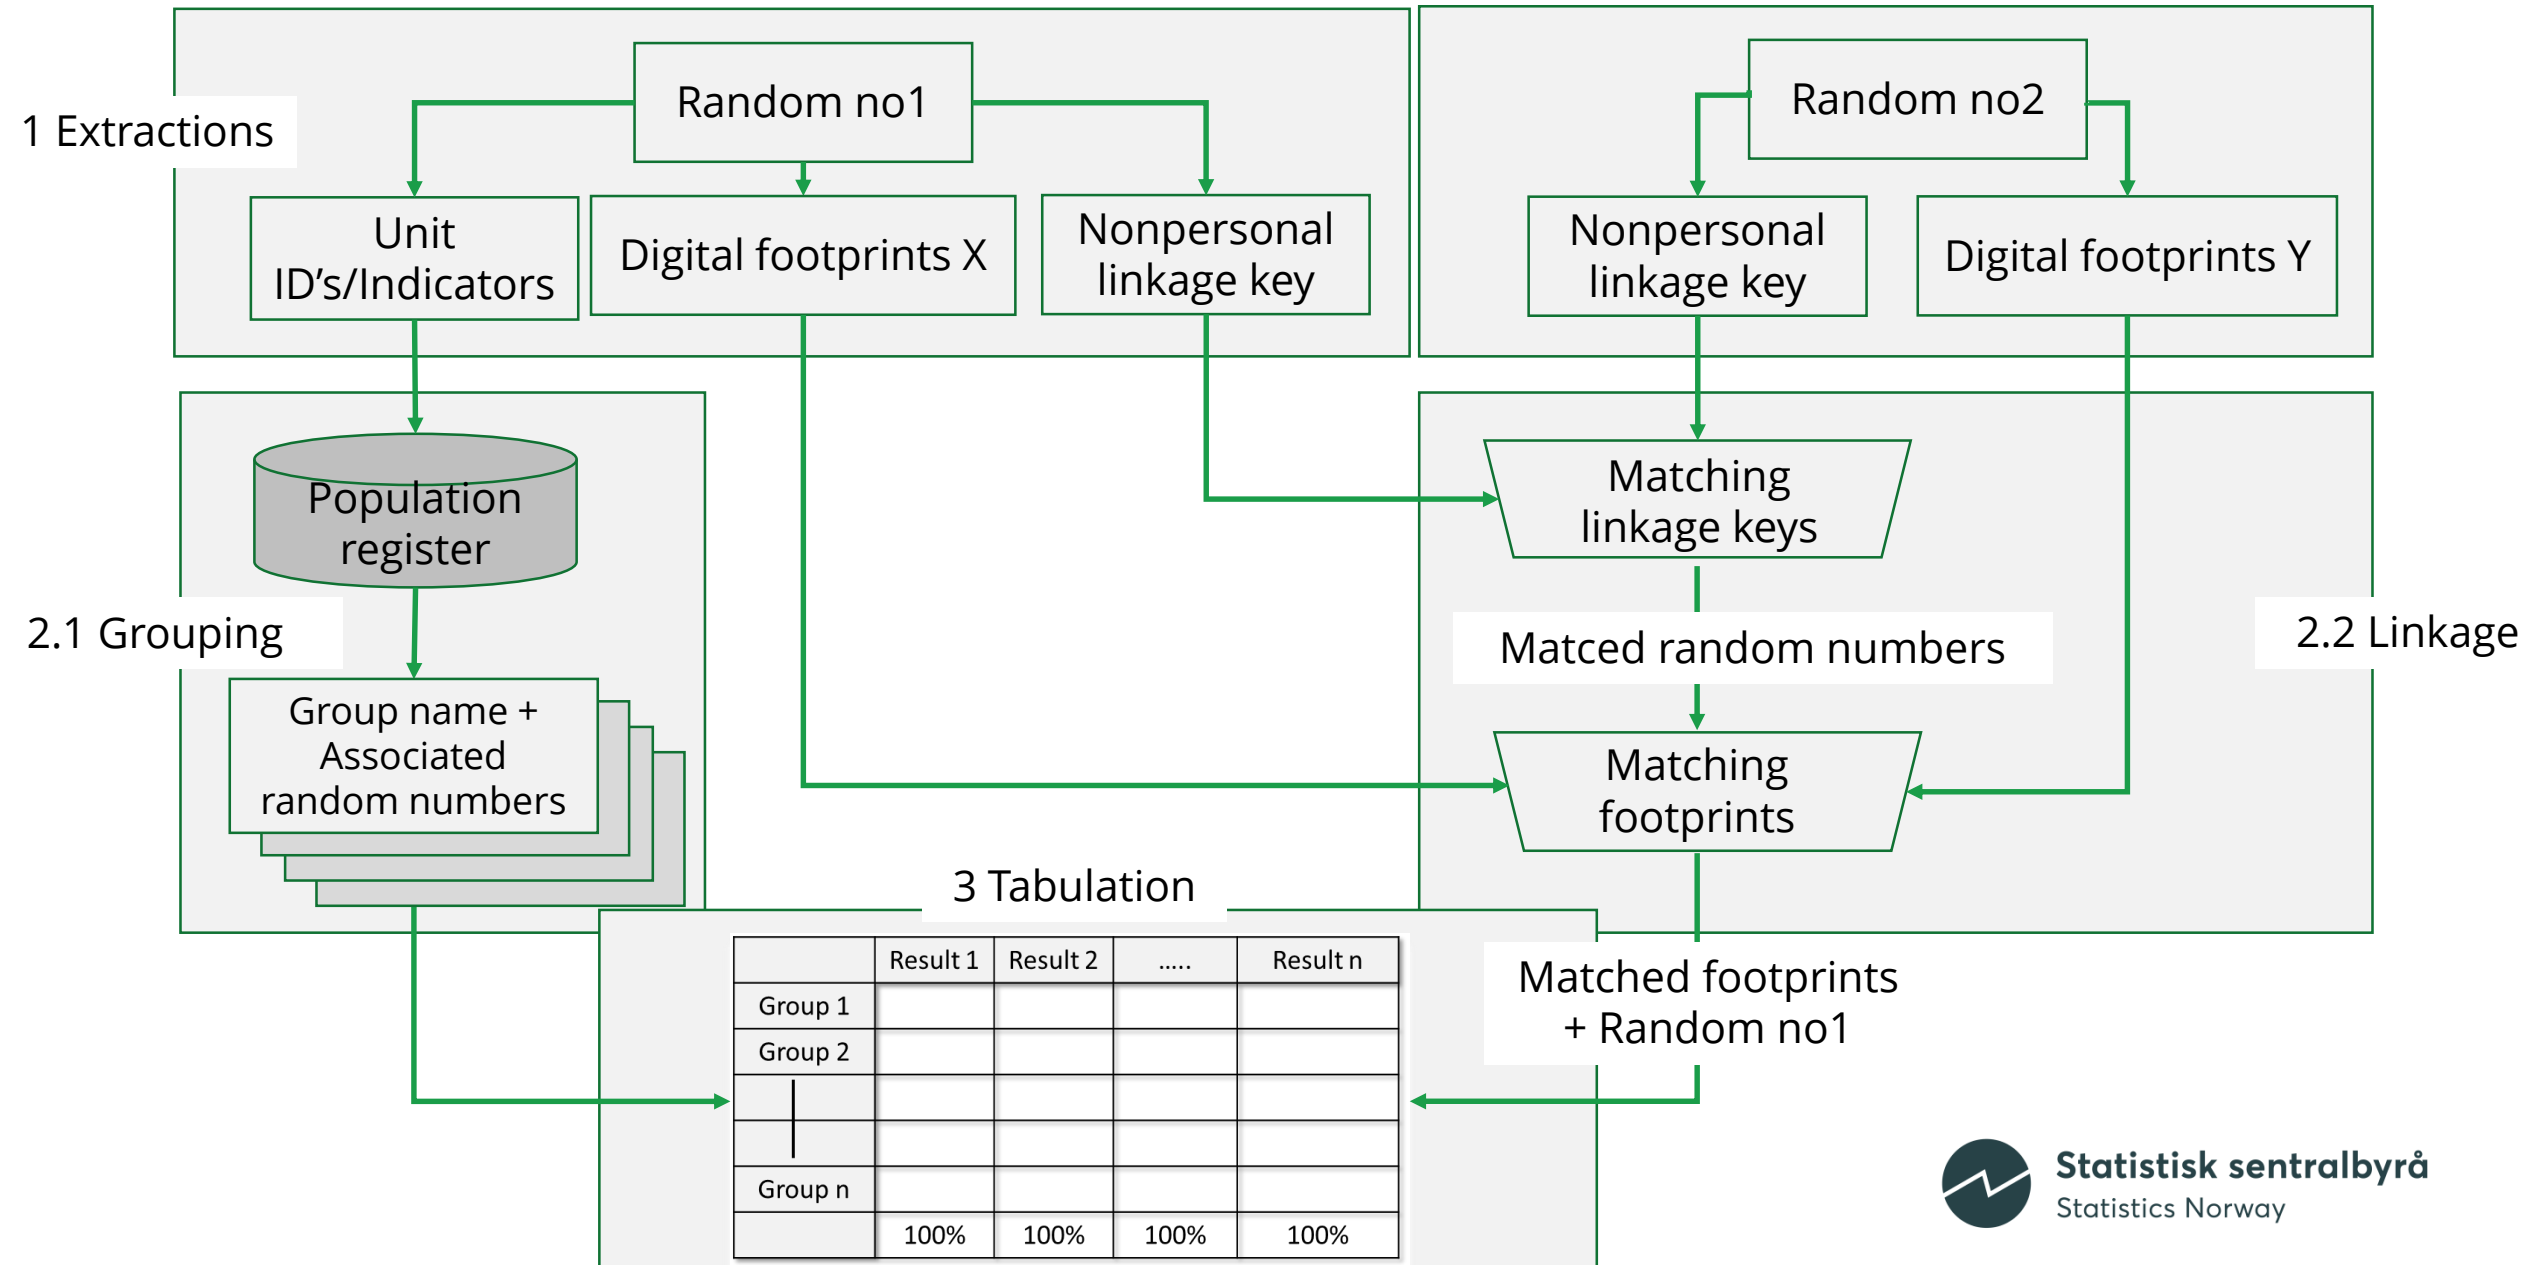 1 Extractions
Random no1
Random no2
Unit
ID’s/Indicators
Digital footprints X
Nonpersonal
linkage key
Nonpersonal
linkage key
Digital footprints Y
Population
register
Matching
linkage keys
2.1 Grouping
Matced random numbers
2.2 Linkage
Group name +
Associated
random numbers
Matching
footprints
3 Tabulation
Result 1 Result 2 ..... Result n
Group 1
Group 2
Group n
100% 100% 100% 100%
Matched footprints
+ Random no1
Statistisk sentralbyrå
Statistics Norway